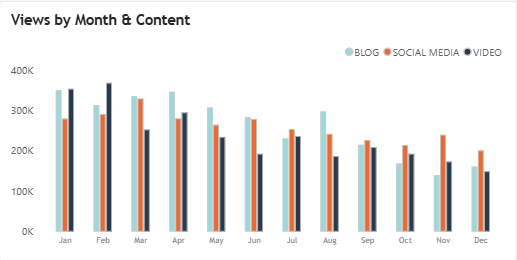 Views by Month & Content
BLOG SOCIAL MEDIA VIDEO
400K
300K
200K
100K
0K
Jan Feb Mar Apr May Jun Jul Aug Sep Oct Nov Dec